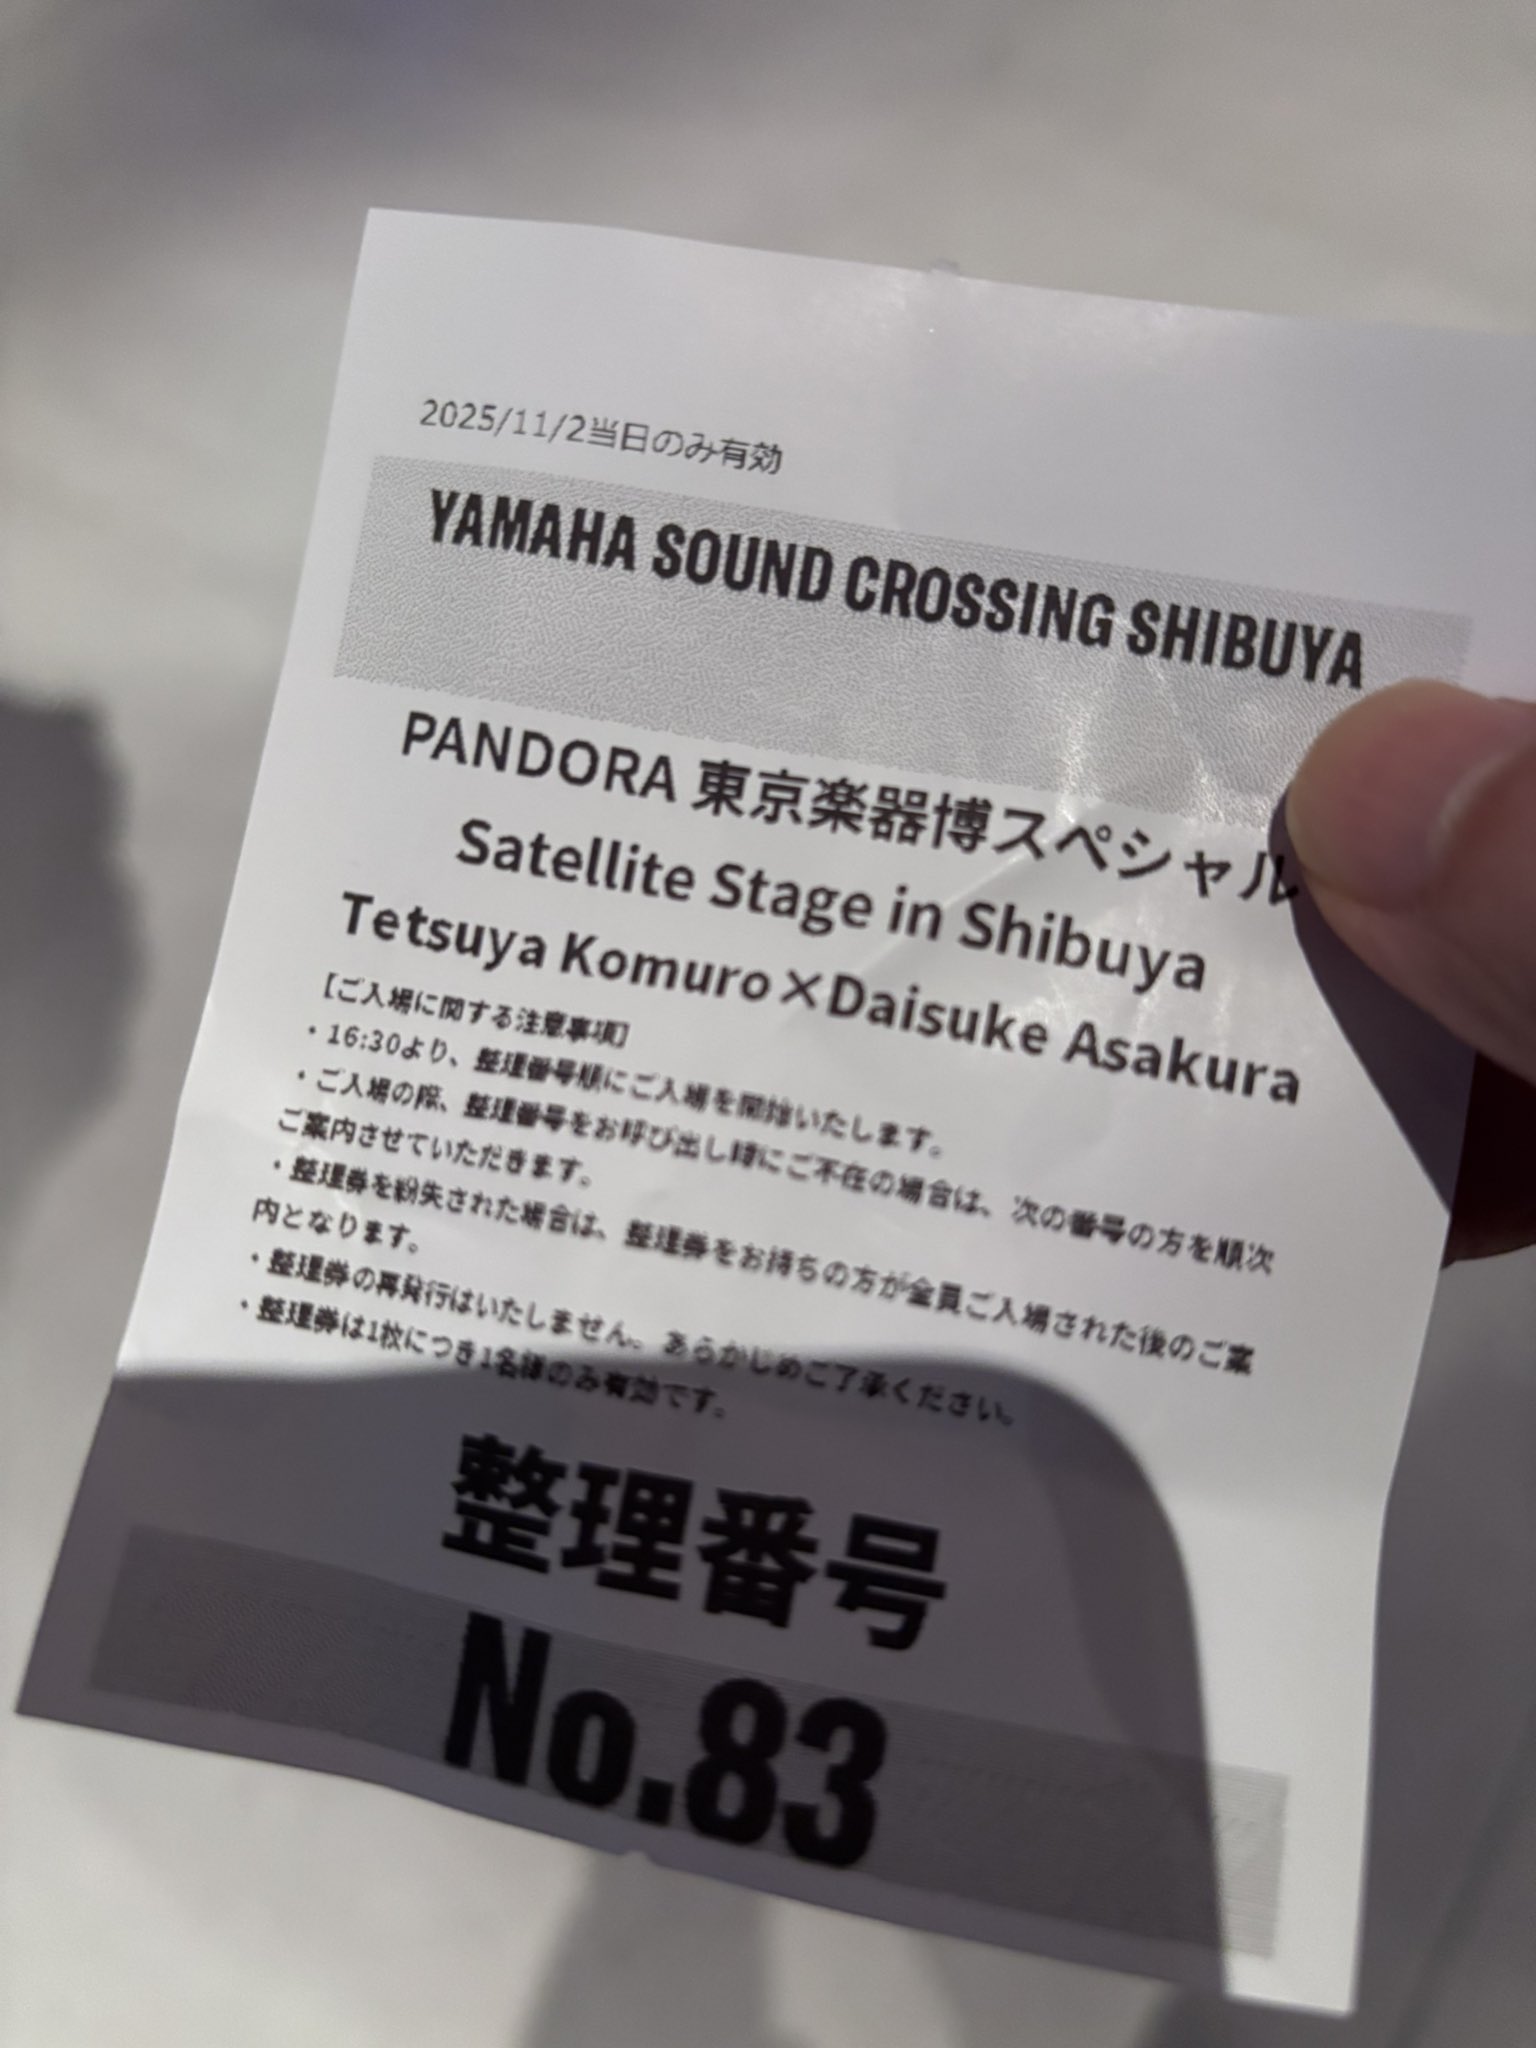 2025/11/2当日のみ有効
YAMAHA SOUND CROSSING SHIBUYA
PANDORA 東京楽器博スペシャル
Satellite Stage in Shibuya
Tetsuya Komuro×Daisuke Asakura
[ご入場に関する注意事項]
・16:30より、整理番号順にご入場を開始いたします。
・ご入場の際、整理番号をお呼び出し時にご不在の場合は、次の番号の方を順次
ご案内させていただきます。
・整理券を紛失された場合は、整理券をお持ちの方が全員ご入場された後のご案
内となります。
・整理券の再発行はいたしません。あらかじめご了承ください。
・整理券は1枚につき1名様のみ有効です。
整理番号
No.83